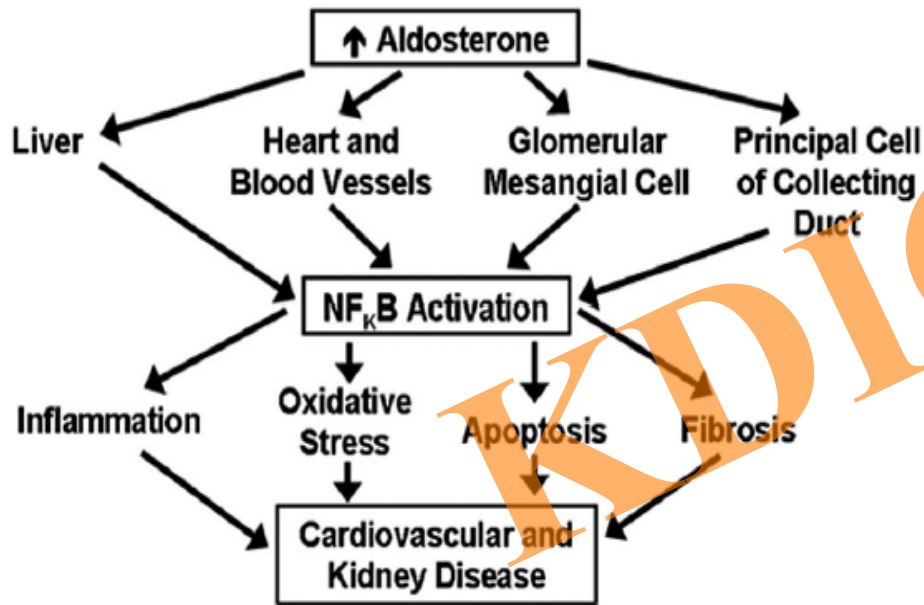 ↑ Aldosterone
Liver
Heart and
Blood Vessels
Glomerular
Mesangial Cell
Principal Cell
of Collecting
Duct
NFκB Activation
Inflammation
Oxidative
Stress
Apoptosis
Fibrosis
Cardiovascular and
Kidney Disease